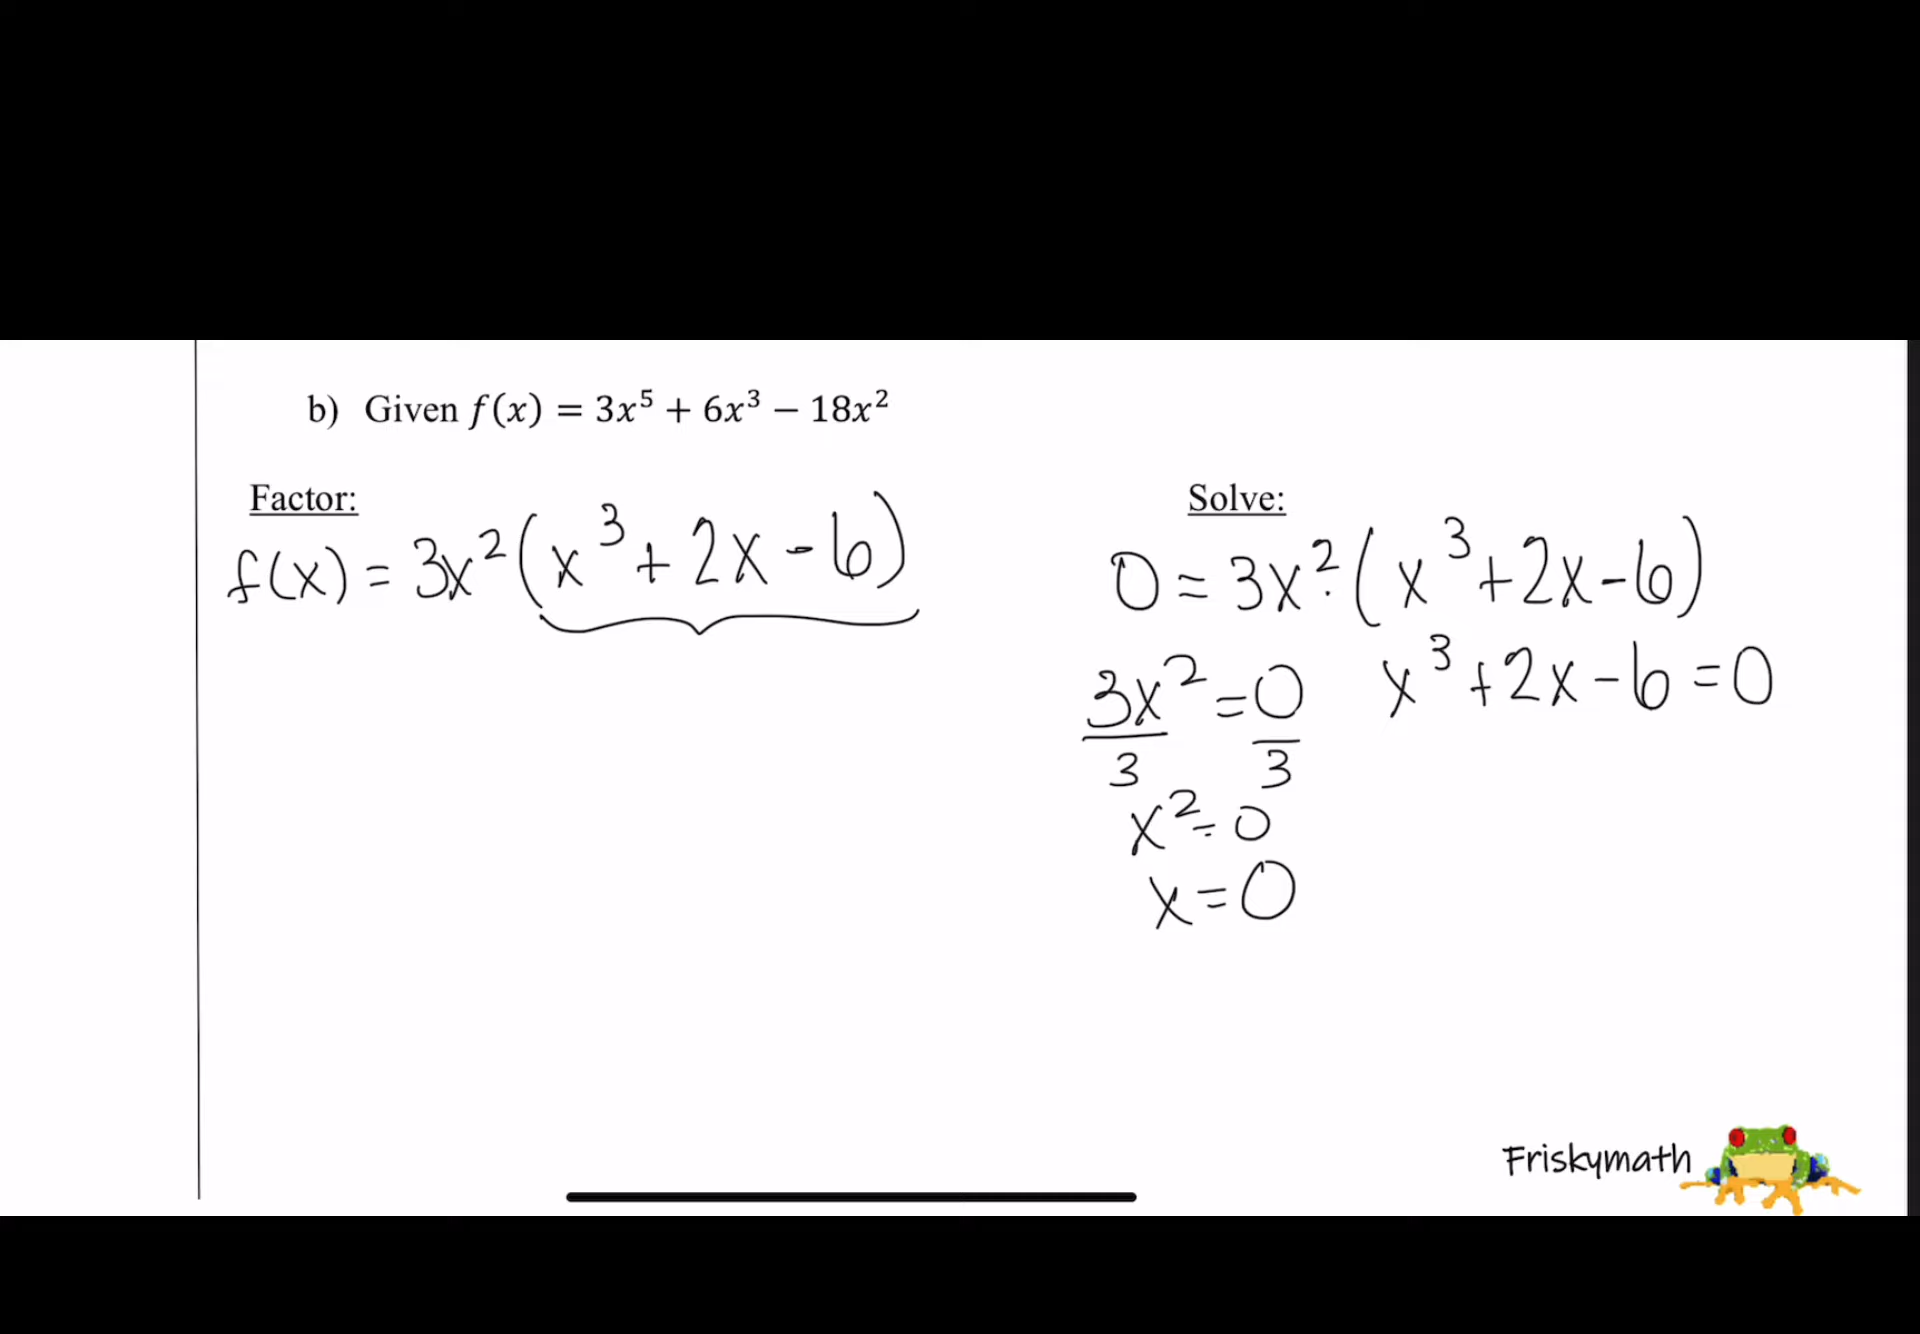 b) Given f(x) = 3x⁵ + 6x³ − 18x²
Factor:
f(x) = 3x²(x³ + 2x - 6)
Solve:
0 = 3x²·(x³+2x-6)
3x²=0 x³+2x-6=0
3 3
x²=0
x=0
Friskymath